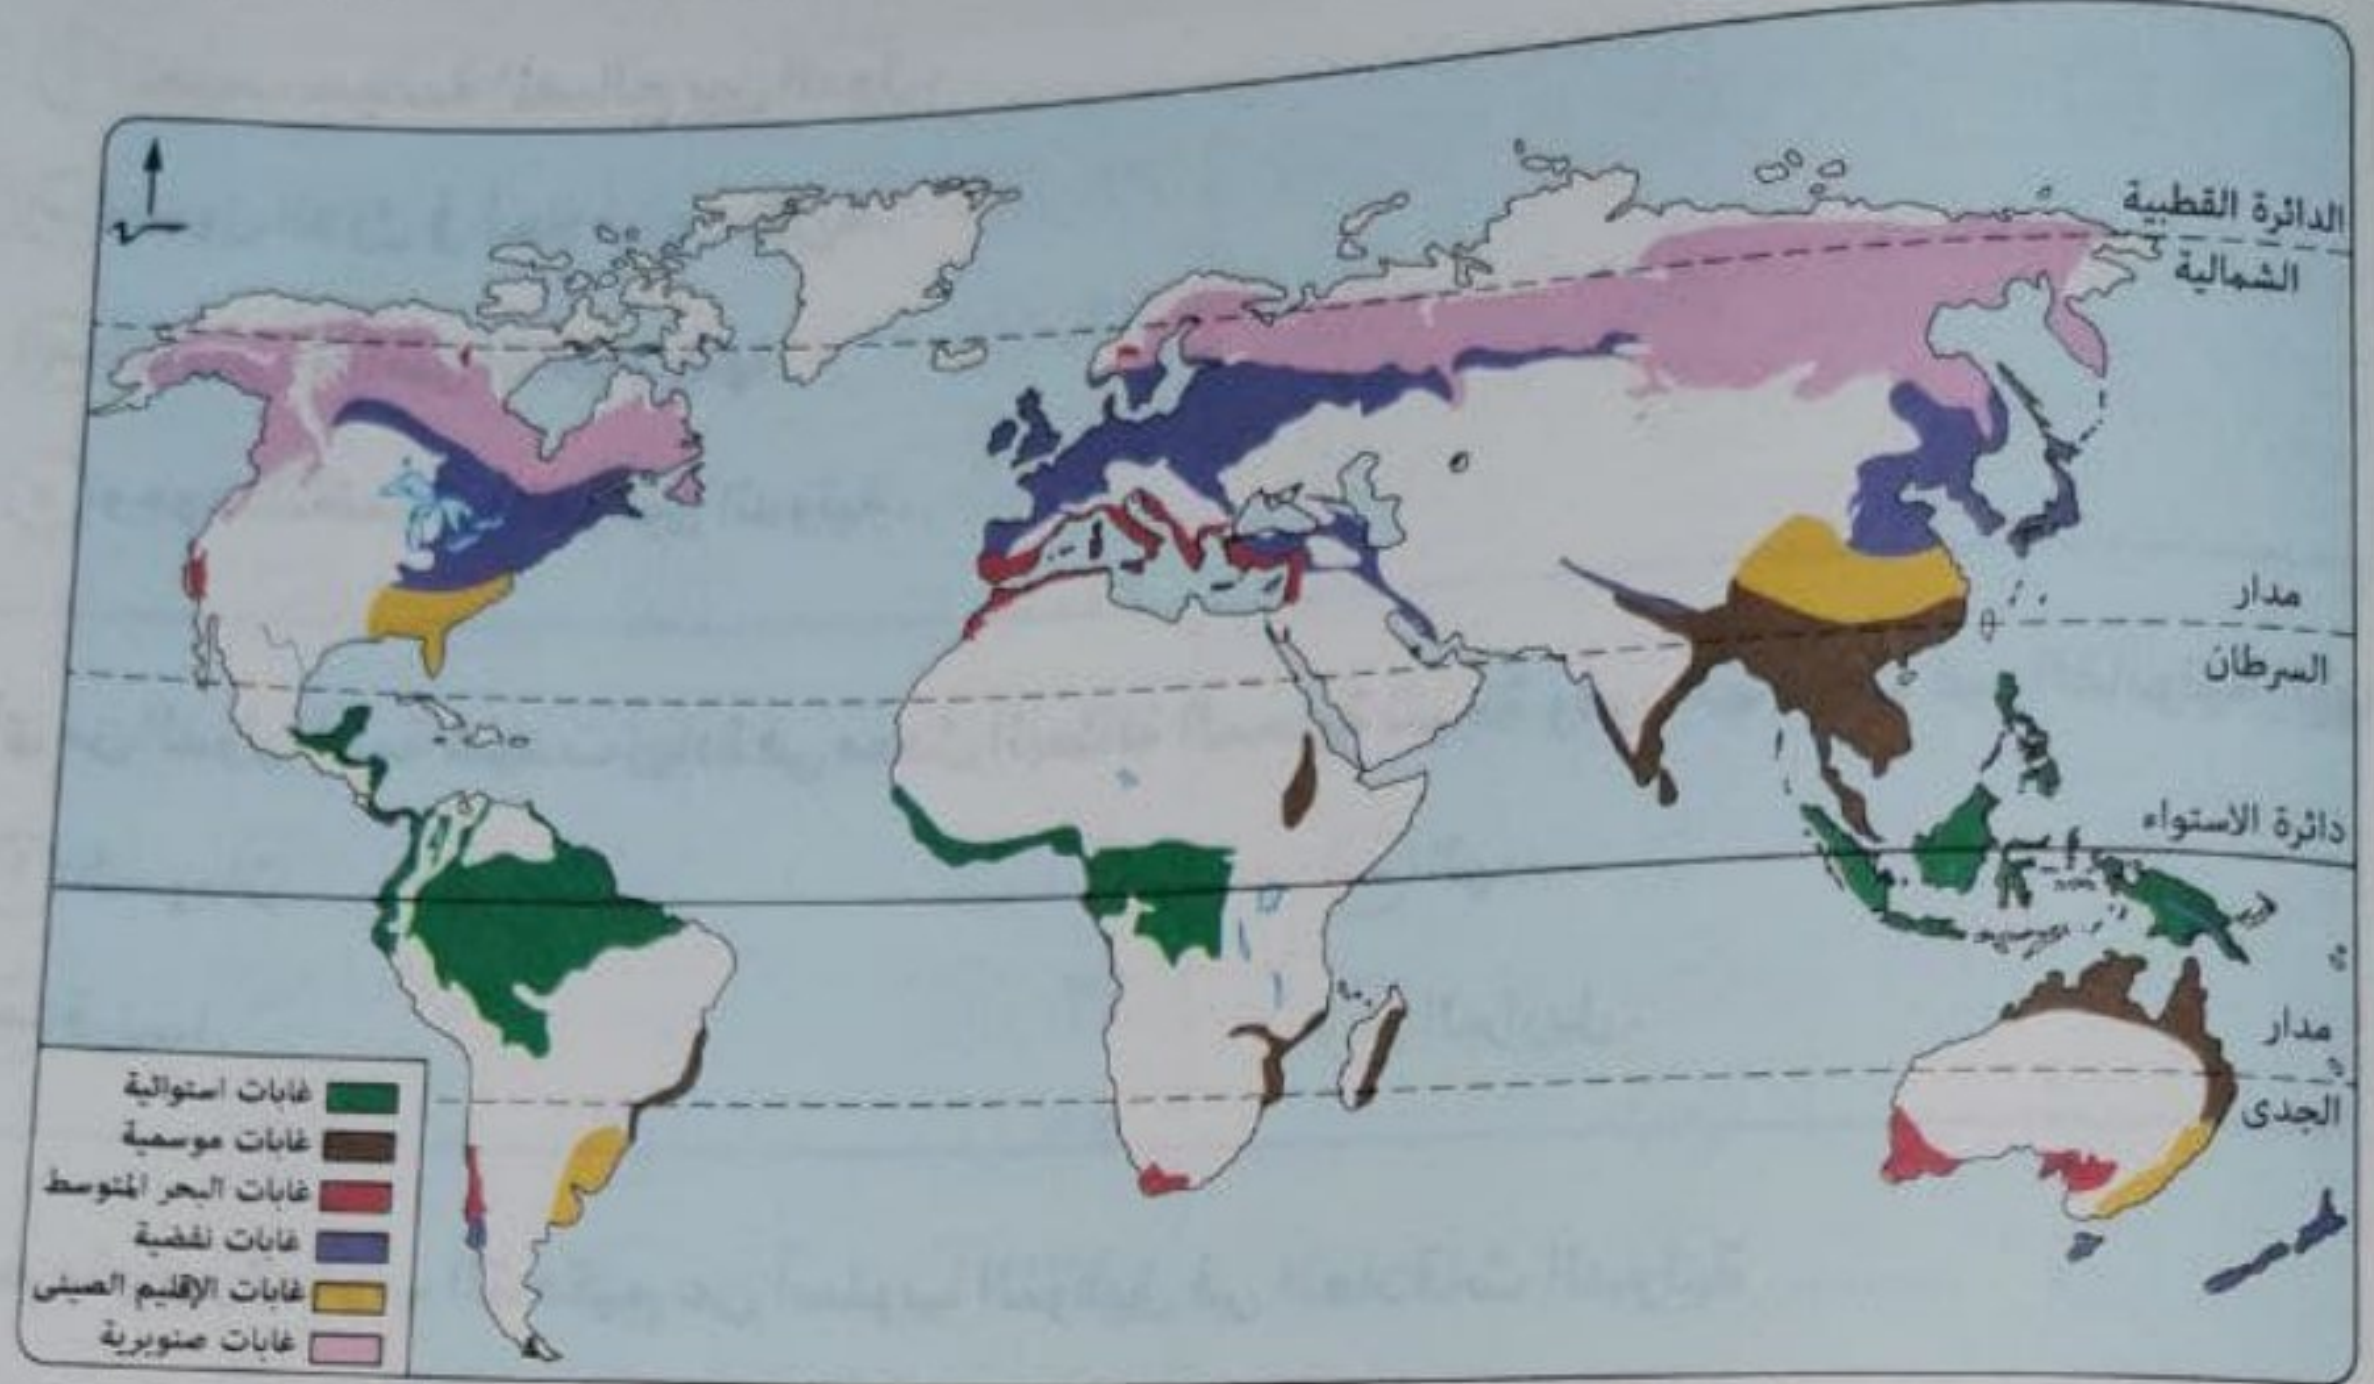 الدائرة القطبية
الشمالية
مدار
السرطان
دائرة الاستواء
مدار
الجدى
غابات استوائية
غابات موسمية
غابات البحر المتوسط
غابات نفضية
غابات الإقليم الصينى
غابات صنوبرية